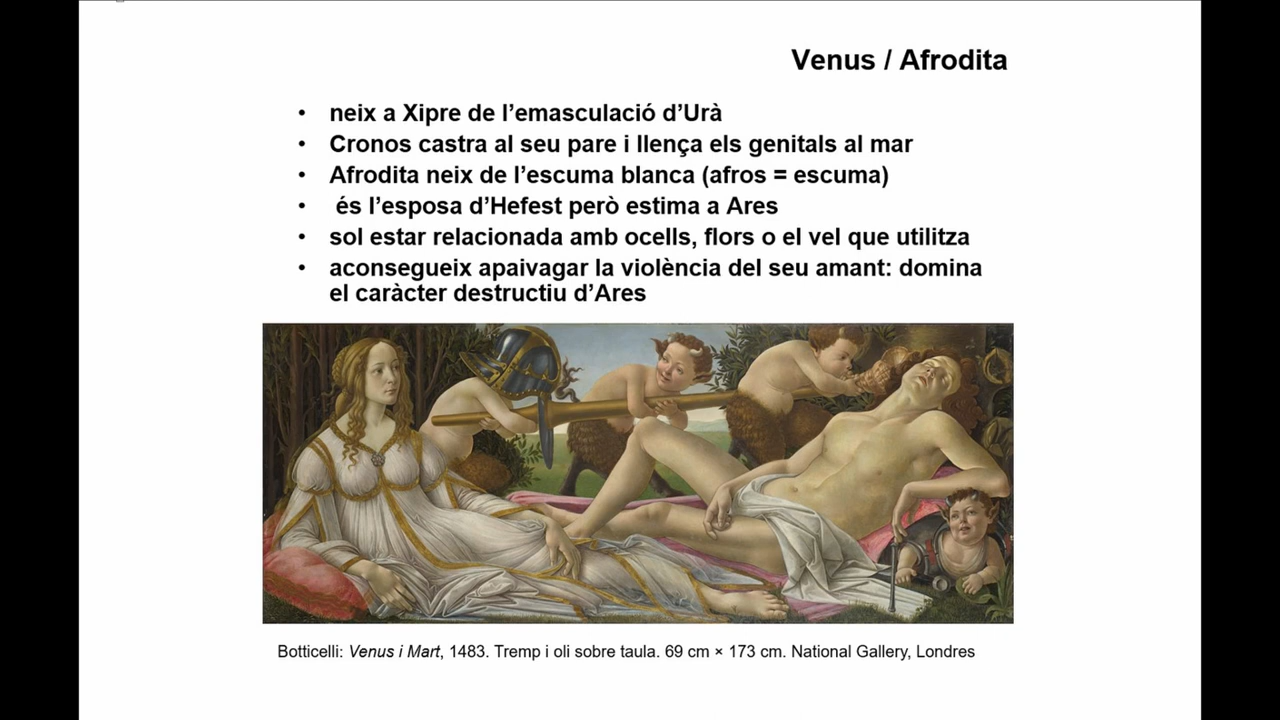 Venus / Afrodita
• neix a Xipre de l’emasculació d’Urà
• Cronos castra al seu pare i llença els genitals al mar
• Afrodita neix de l’escuma blanca (afros = escuma)
• és l’esposa d’Hefest però estima a Ares
• sol estar relacionada amb ocells, flors o el vel que utilitza
• aconsegueix apaivagar la violència del seu amant: domina
el caràcter destructiu d’Ares
Botticelli: Venus i Mart, 1483. Tremp i oli sobre taula. 69 cm × 173 cm. National Gallery, Londres